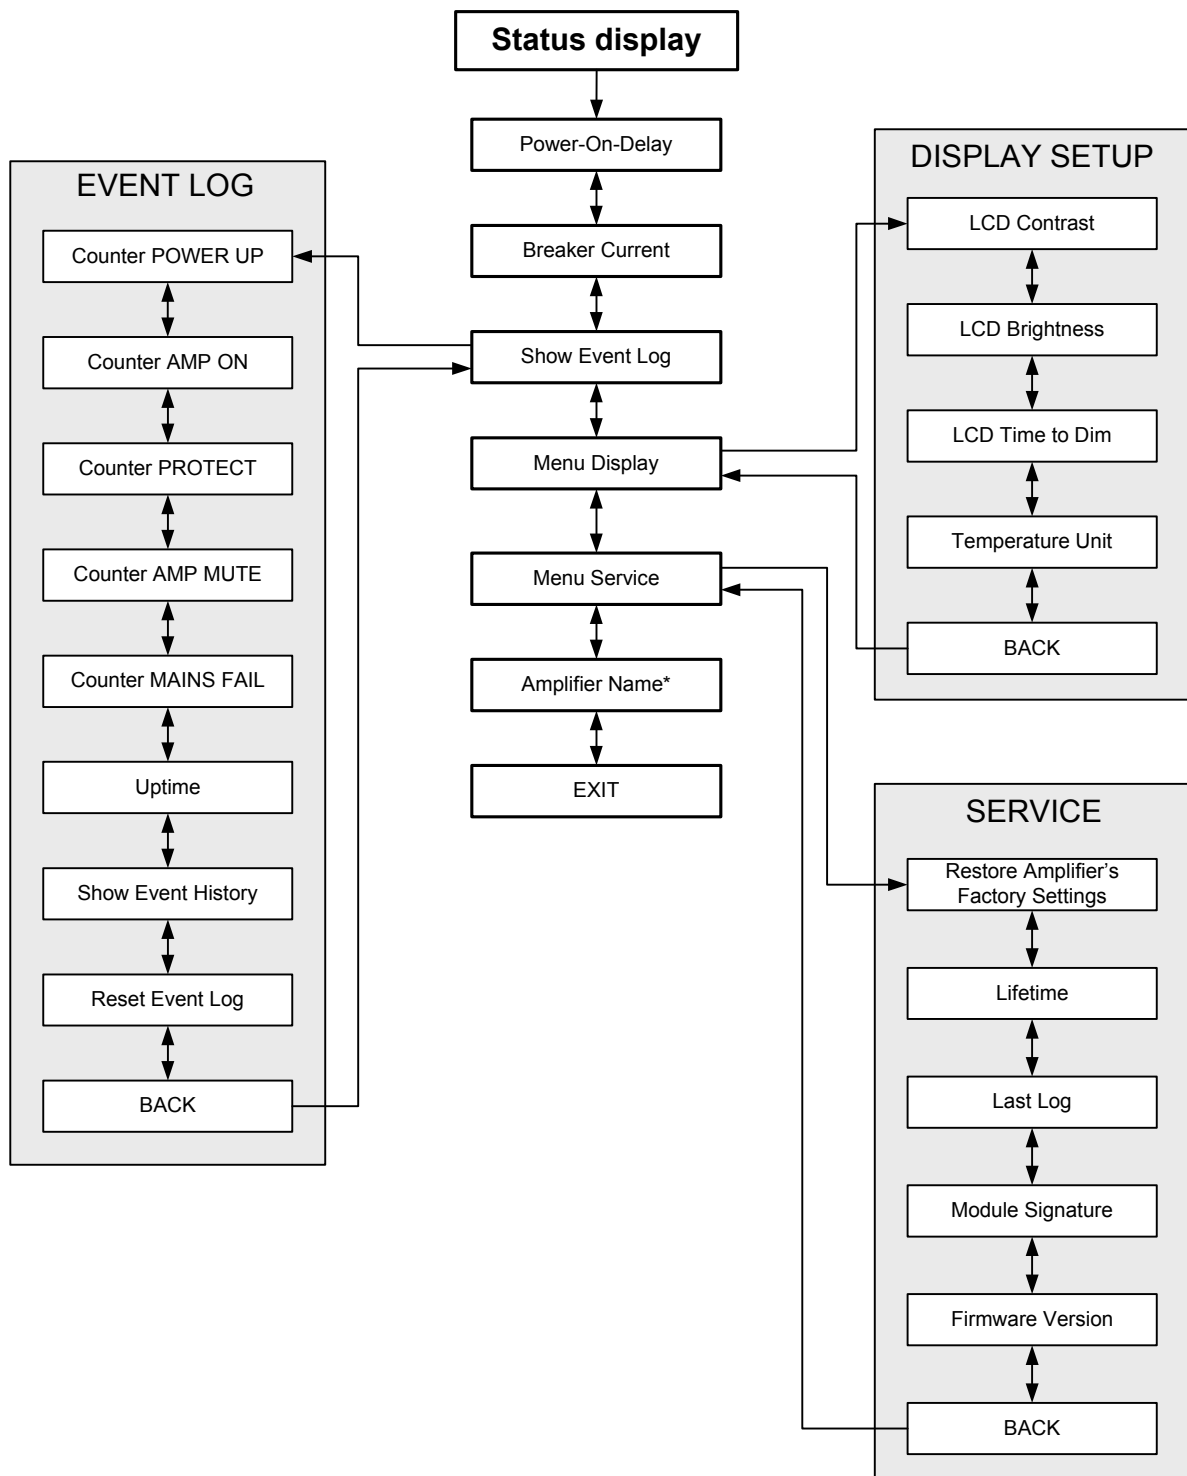 Status display
Power-On-Delay
Breaker Current
Show Event Log
Menu Display
Menu Service
Amplifier Name*
EXIT
EVENT LOG
Counter POWER UP
Counter AMP ON
Counter PROTECT
Counter AMP MUTE
Counter MAINS FAIL
Uptime
Show Event History
Reset Event Log
BACK
DISPLAY SETUP
LCD Contrast
LCD Brightness
LCD Time to Dim
Temperature Unit
BACK
SERVICE
Restore Amplifier’s
Factory Settings
Lifetime
Last Log
Module Signature
Firmware Version
BACK